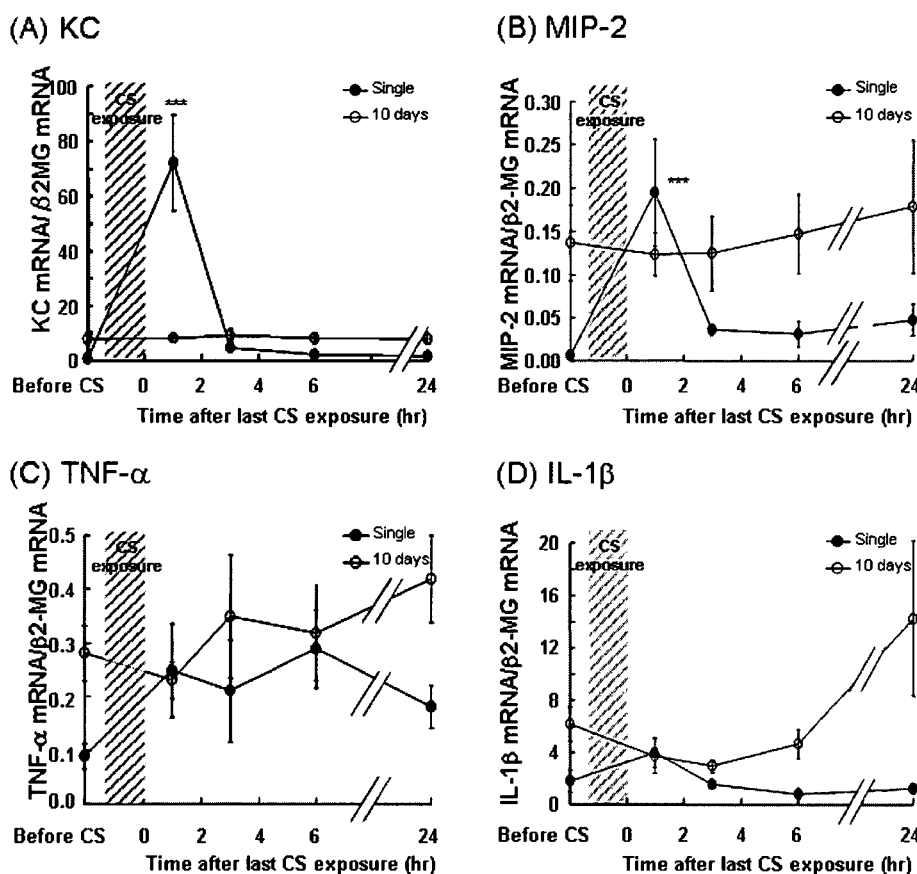 (A) KC
KC mRNA/β2MG mRNA
100
80
60
40
20
0
CS
exposure
***
Single
10 days
Before CS 0 2 4 6 24
Time after last CS exposure (hr)
(B) MIP-2
MIP-2 mRNA/β2-MG mRNA
0.30
0.25
0.20
0.15
0.10
0.05
0.00
CS
exposure
***
Single
10 days
Before CS 0 2 4 6 24
Time after last CS exposure (hr)
(C) TNF-α
TNF-α mRNA/β2-MG mRNA
0.5
0.4
0.3
0.2
0.1
0.0
CS
exposure
Single
10 days
Before CS 0 2 4 6 24
Time after last CS exposure (hr)
(D) IL-1β
IL-1β mRNA/β2-MG mRNA
20
16
12
8
4
0
CS
exposure
Single
10 days
Before CS 0 2 4 6 24
Time after last CS exposure (hr)